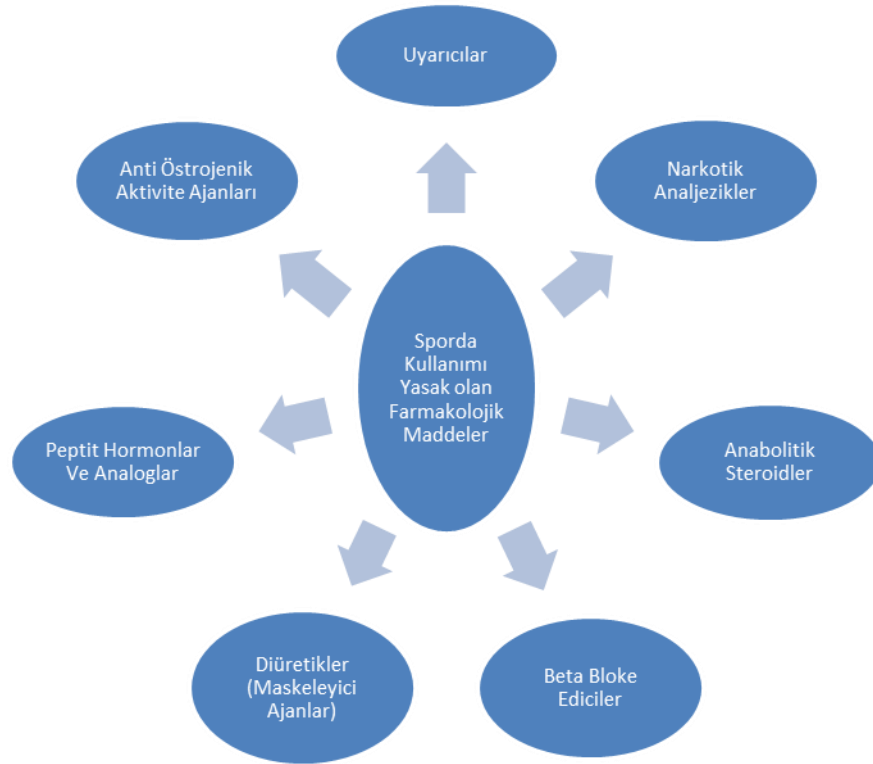 Uyarıcılar
Anti Östrojenik
Aktivite Ajanları
Narkotik
Analjezikler
Sporda
Kullanımı
Yasak olan
Farmakolojik
Maddeler
Peptit Hormonlar
Ve Analoglar
Anabolitik
Steroidler
Diüretikler
(Maskeleyici
Ajanlar)
Beta Bloke
Ediciler